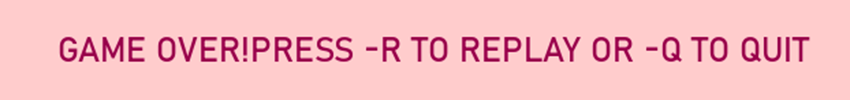 GAME OVER!PRESS -R TO REPLAY OR -Q TO QUIT